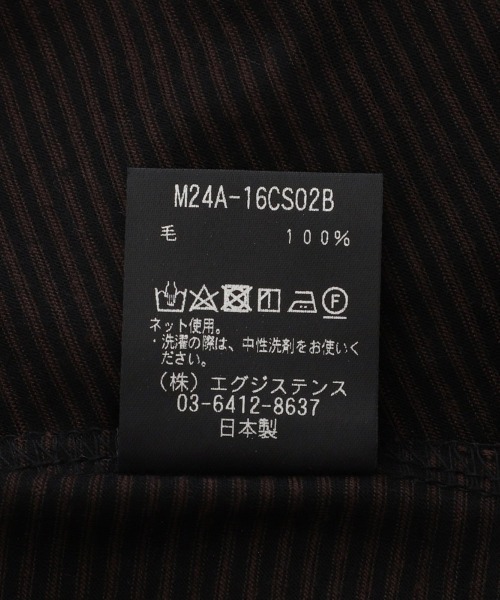 M24A-16CS02B
毛 100%
F
ネット使用。
・洗濯の際は、中性洗剤をお使いく
ださい。
(株) エグジステンス
03-6412-8637
日本製